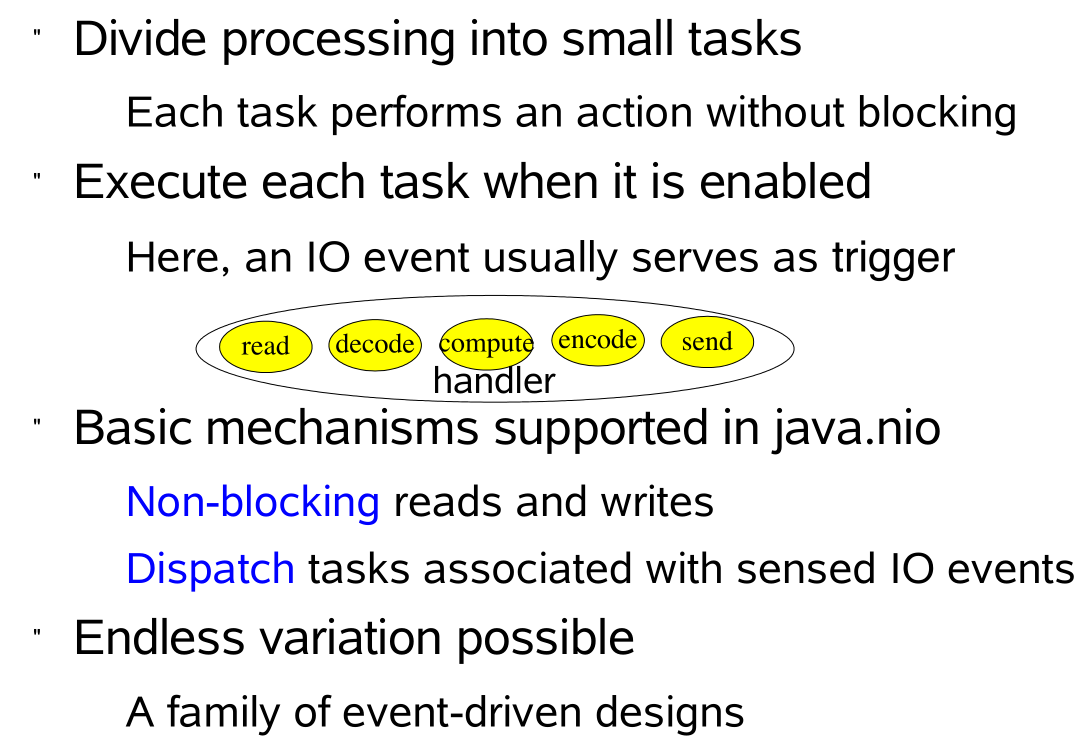 " Divide processing into small tasks
Each task performs an action without blocking
" Execute each task when it is enabled
Here, an IO event usually serves as trigger
read decode compute encode send
handler
" Basic mechanisms supported in java.nio
Non-blocking reads and writes
Dispatch tasks associated with sensed IO events
" Endless variation possible
A family of event-driven designs